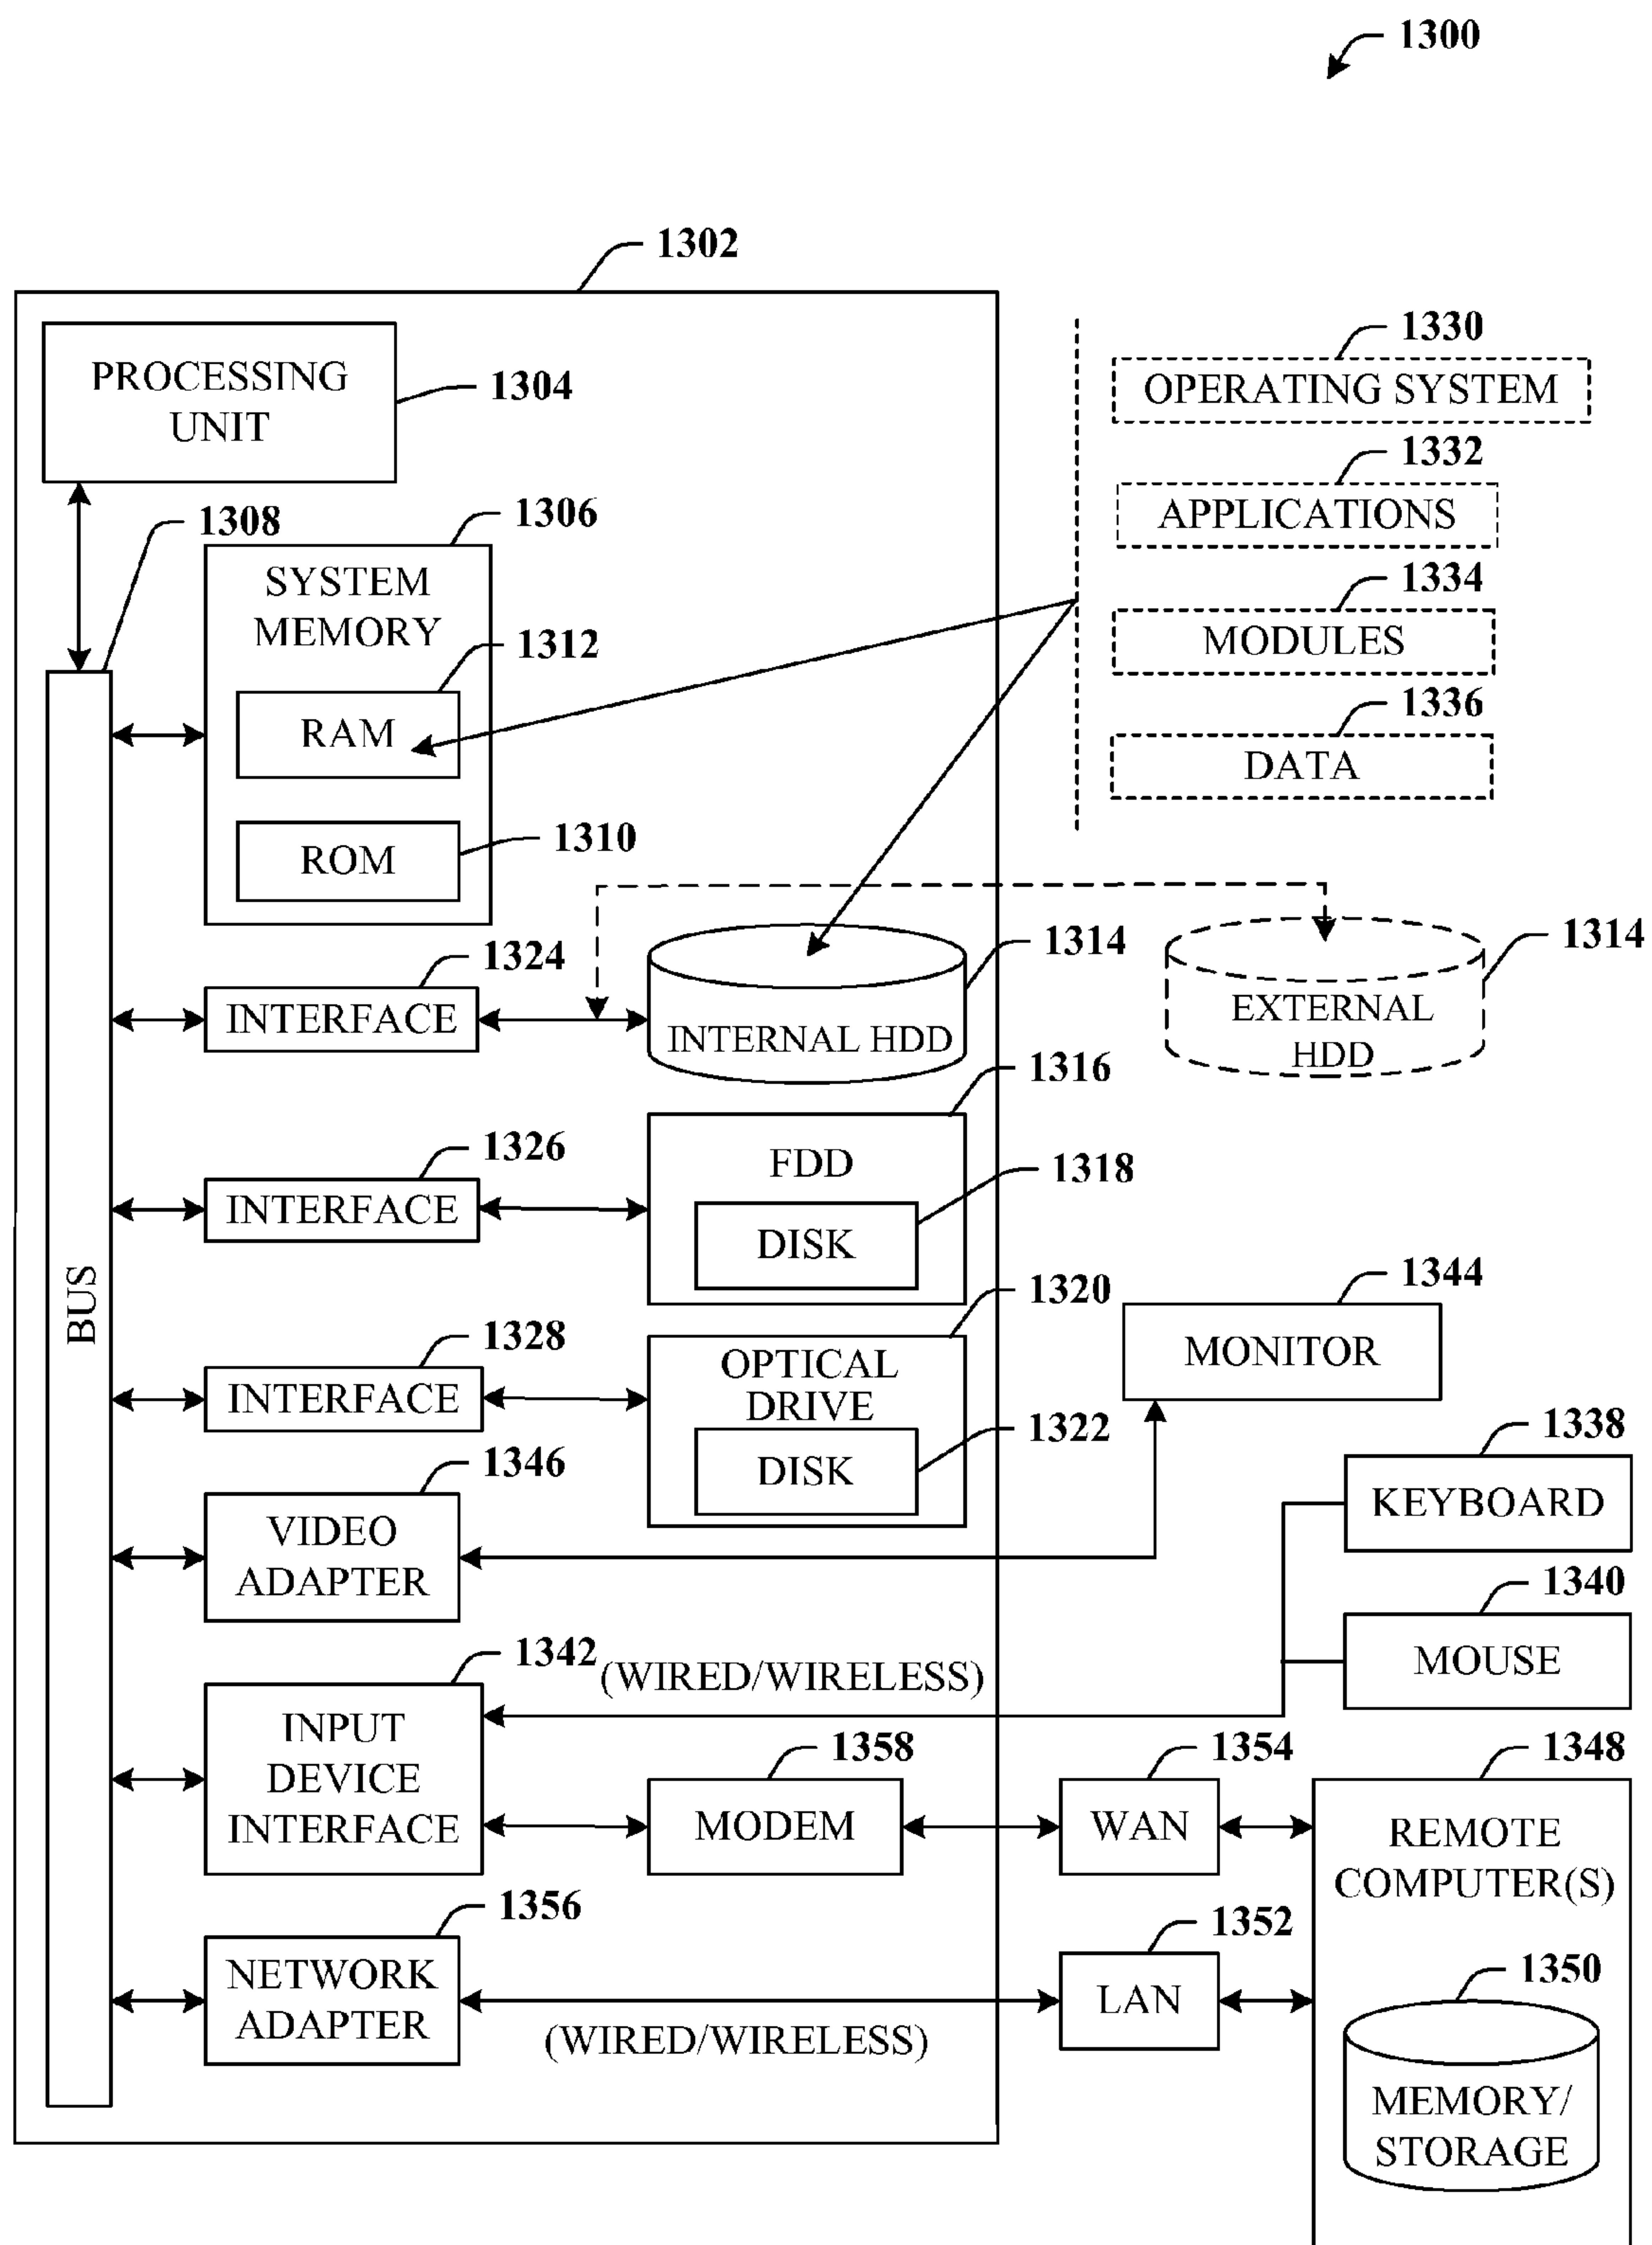 1300
1302
PROCESSING
UNIT
1304
1330
OPERATING SYSTEM
1332
APPLICATIONS
1334
MODULES
1336
DATA
1308
1306
SYSTEM
MEMORY
1312
RAM
1310
ROM
BUS
1324
INTERFACE
1314
INTERNAL HDD
1314
EXTERNAL
HDD
1326
INTERFACE
1316
FDD
1318
DISK
1328
INTERFACE
1320
OPTICAL
DRIVE
1322
DISK
1344
MONITOR
1346
VIDEO
ADAPTER
1338
KEYBOARD
1340
MOUSE
1342
(WIRED/WIRELESS)
INPUT
DEVICE
INTERFACE
1358
MODEM
1354
WAN
1348
REMOTE
COMPUTER(S)
1356
NETWORK
ADAPTER
(WIRED/WIRELESS)
1352
LAN
1350
MEMORY/
STORAGE